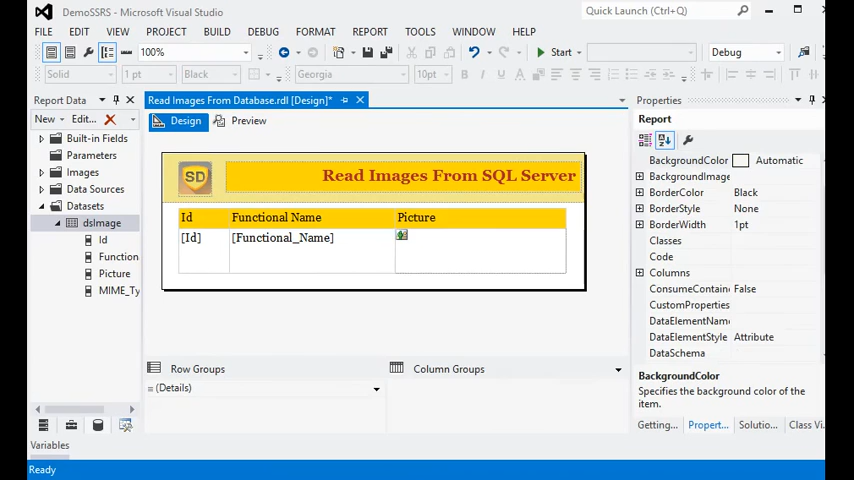 DemoSSRS - Microsoft Visual Studio
Quick Launch (Ctrl+Q)
FILE EDIT VIEW PROJECT BUILD DEBUG FORMAT REPORT TOOLS WINDOW HELP
100% Start Debug
Solid 1 pt Black Georgia 10pt
Report Data
New Edit...
Built-in Fields
Parameters
Images
Data Sources
Datasets
dsImage
Id
Function
Picture
MIME_Ty
Variables
Read Images From Database.rdl [Design]*
Design Preview
SD
Read Images From SQL Server
Id Functional Name Picture
[Id] [Functional_Name]
Row Groups Column Groups
(Details)
Properties
Report
BackgroundColor Automatic
BackgroundImage
BorderColor Black
BorderStyle None
BorderWidth 1pt
Classes
Code
Columns
ConsumeContainer False
CustomProperties
DataElementName
DataElementStyle Attribute
DataSchema
BackgroundColor
Specifies the background color of the
item.
Getting... Propert... Solutio... Class Vi...
Ready